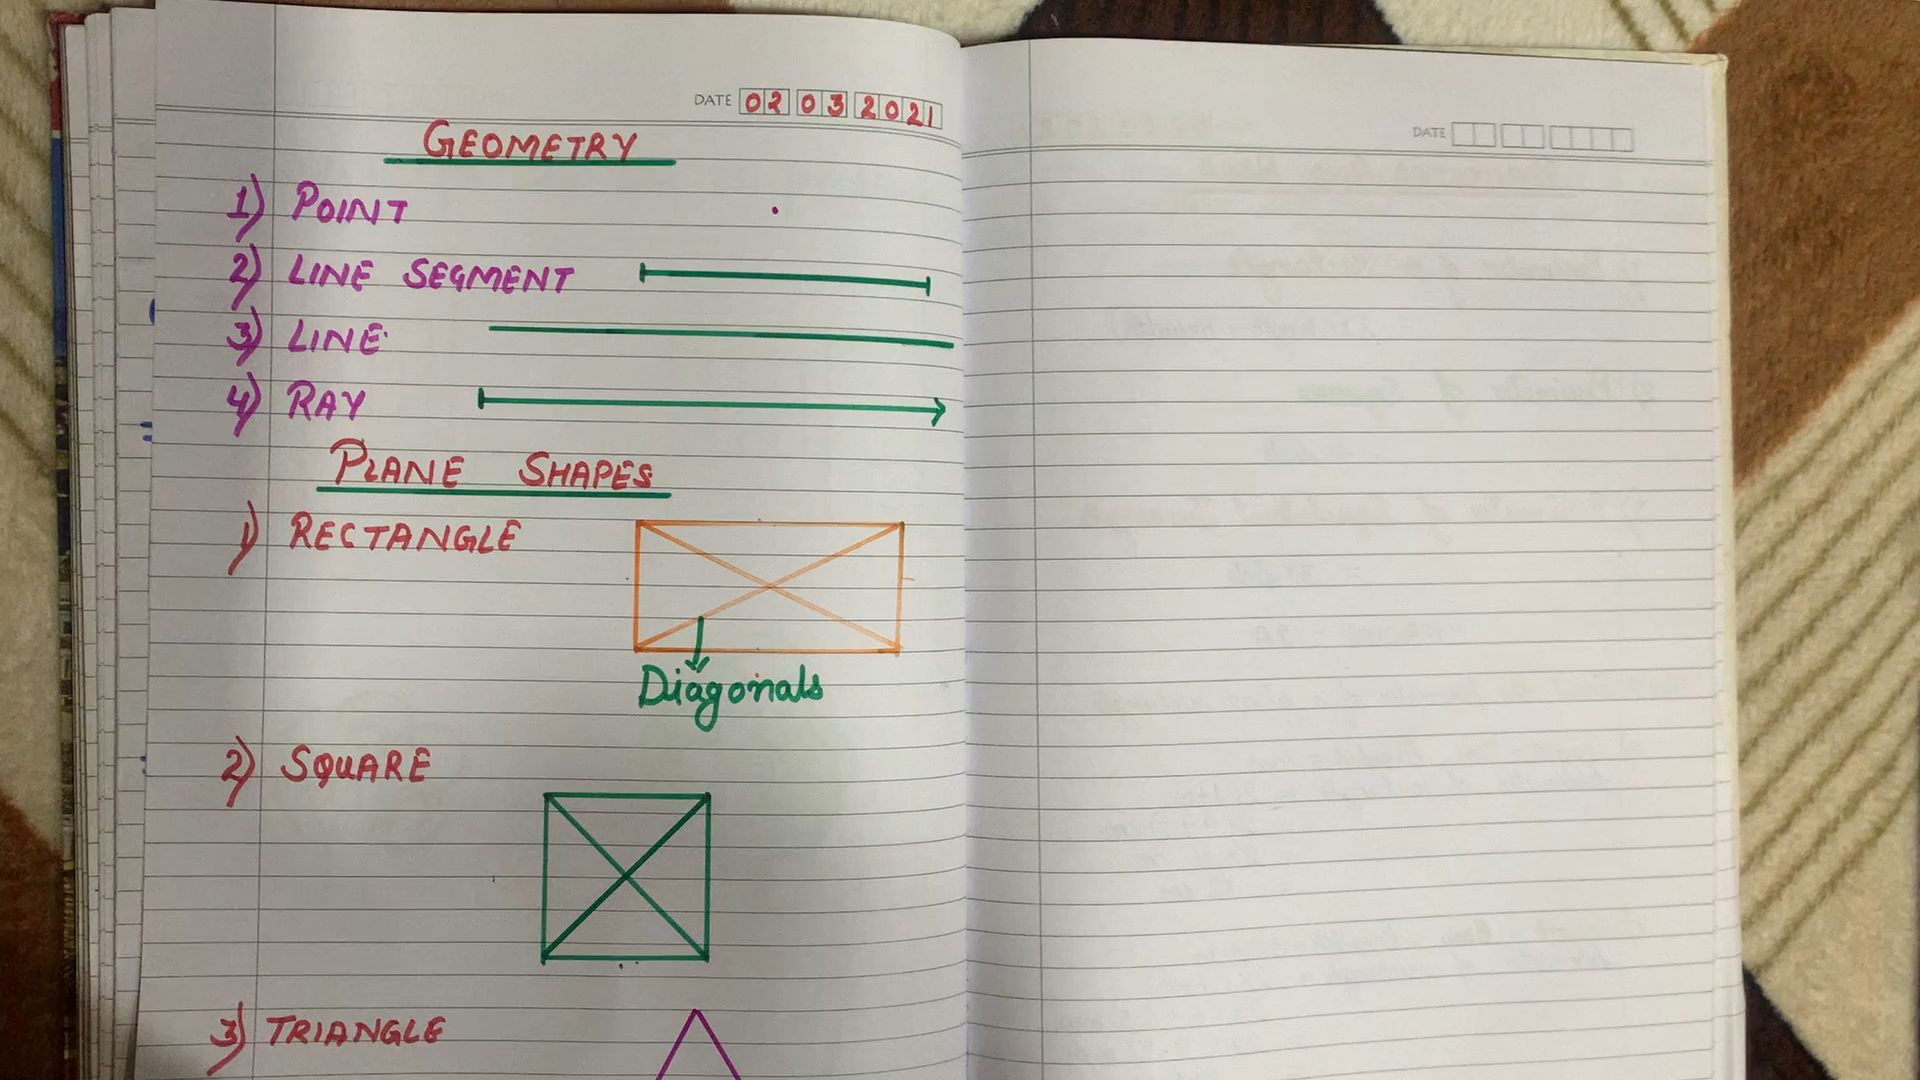 DATE 02 03 2021
GEOMETRY
1) POINT
2) LINE SEGMENT
3) LINE
4) RAY
PLANE SHAPES
1) RECTANGLE
Diagonals
2) SQUARE
3) TRIANGLE
DATE